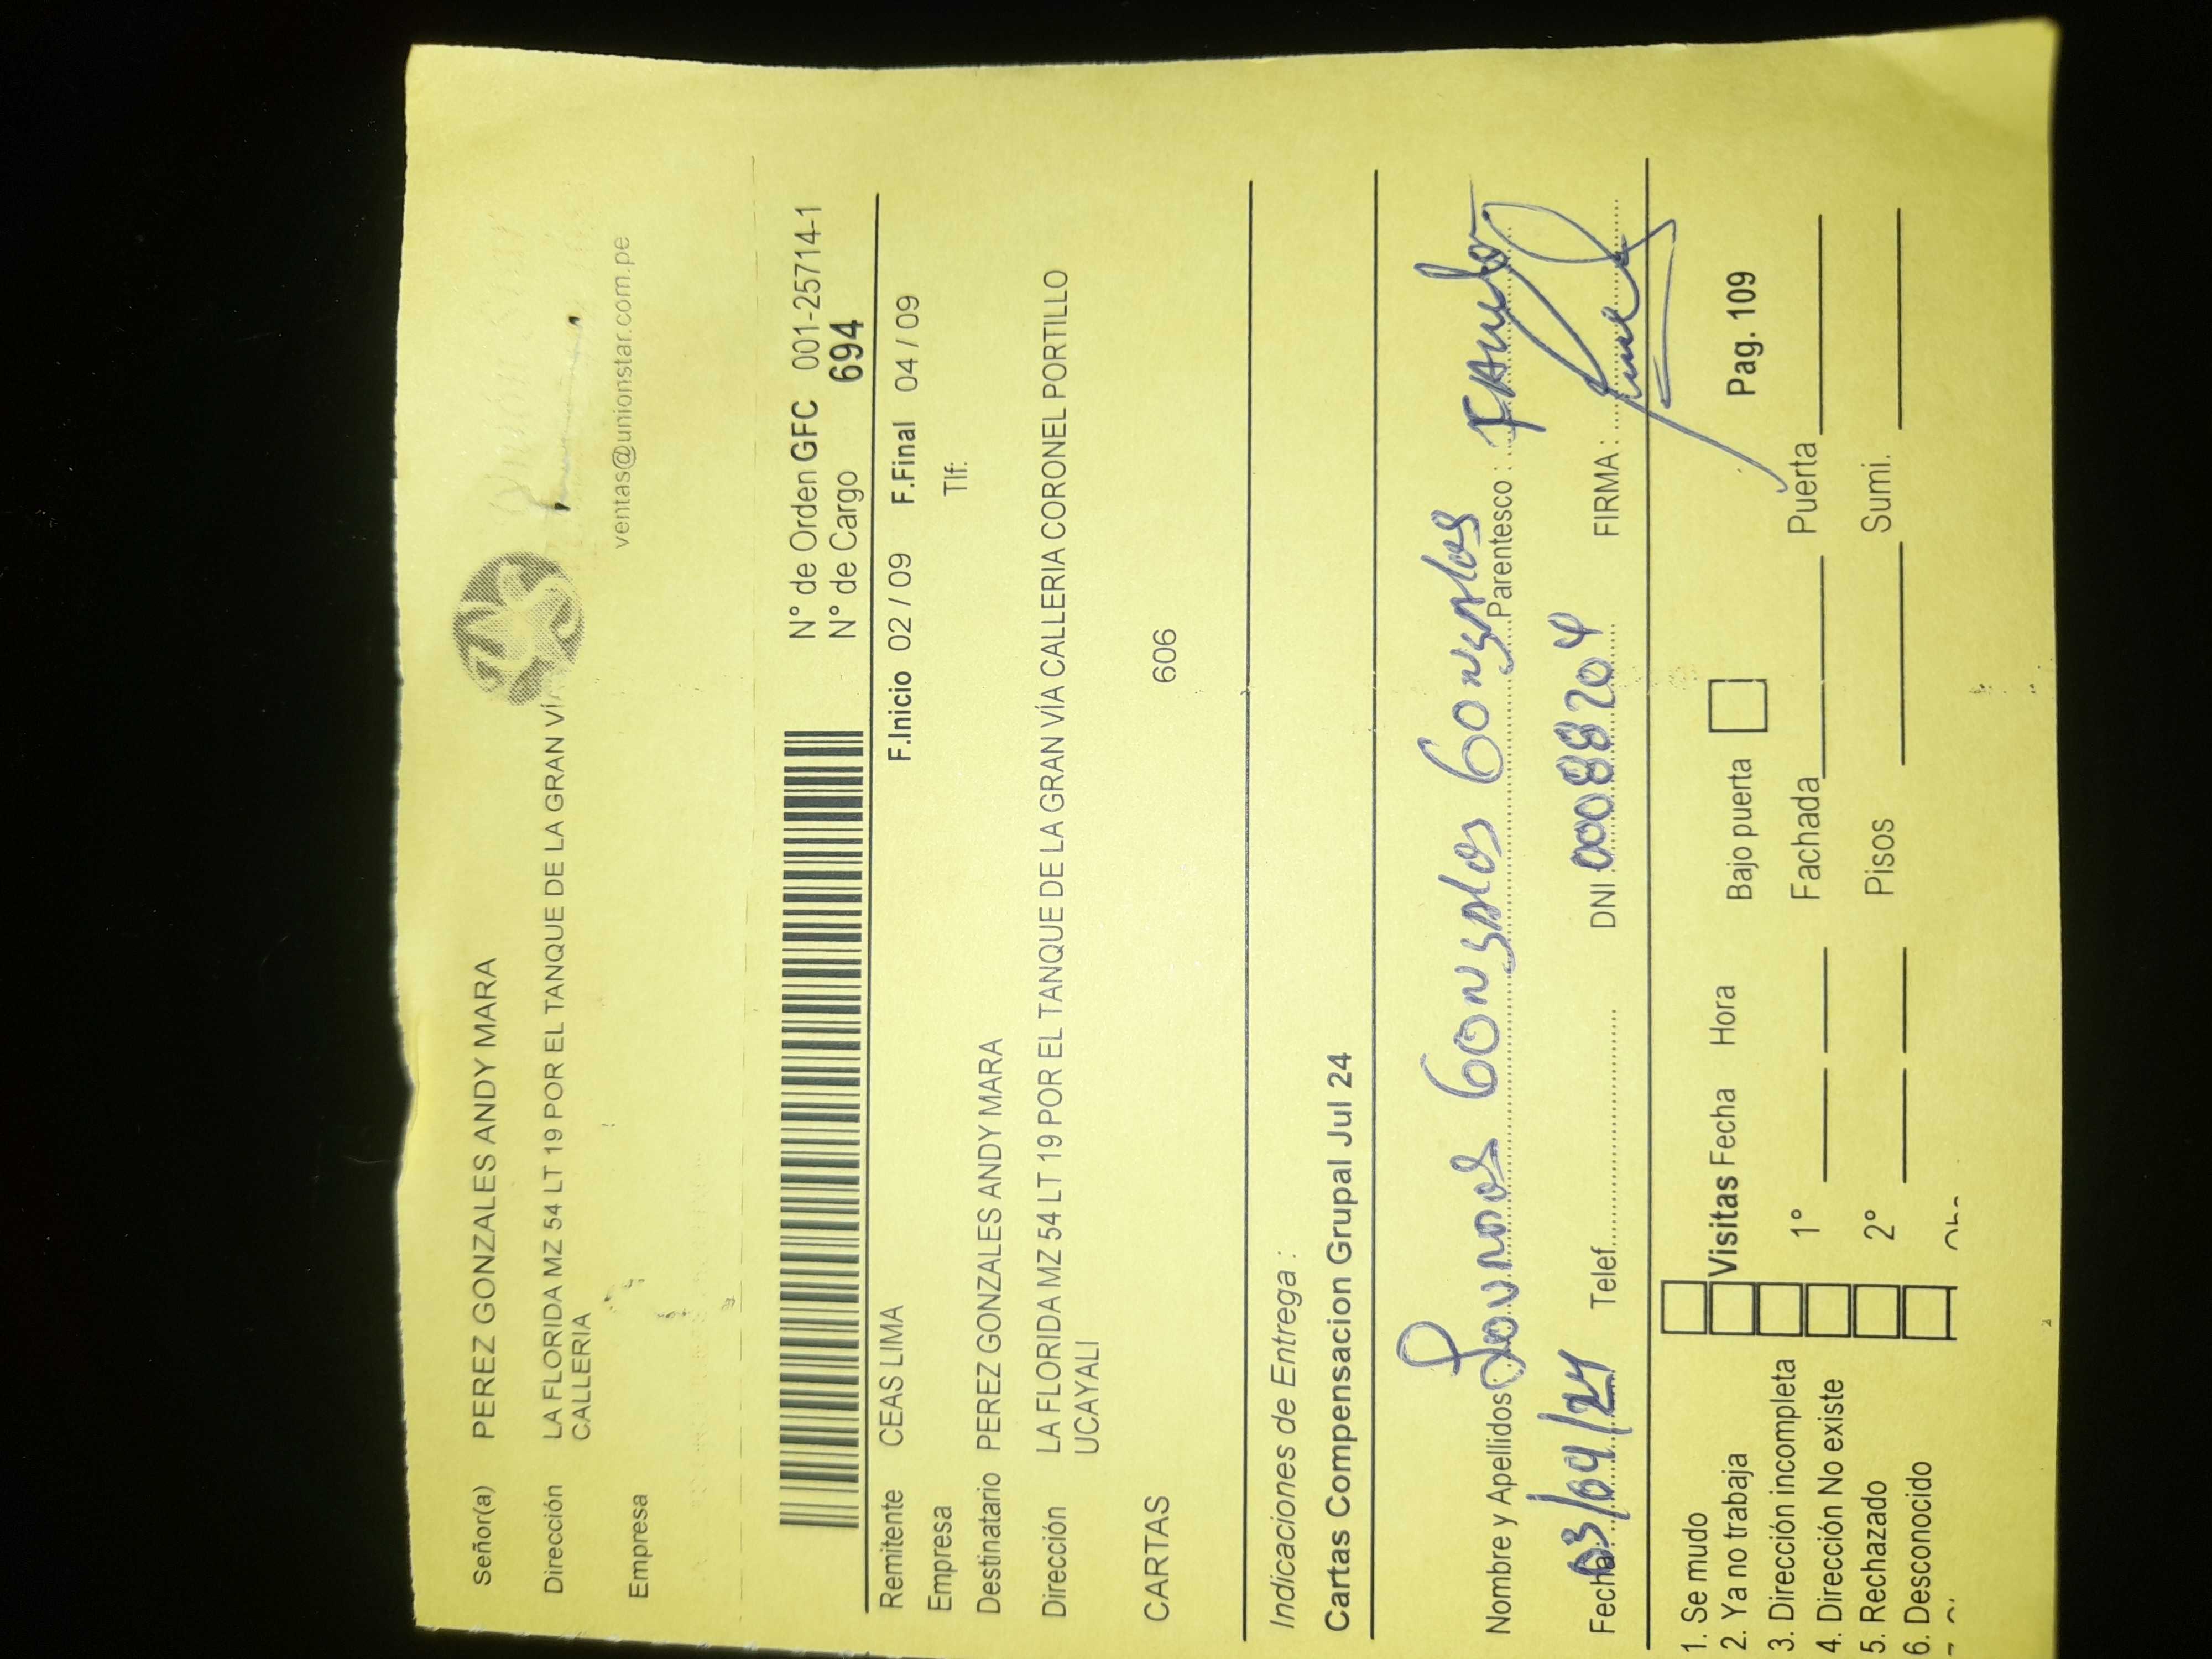 Señor(a) PEREZ GONZALES ANDY MARA
Dirección LA FLORIDA MZ 54 LT 19 POR EL TANQUE DE LA GRAN VÍA
CALLERIA
Empresa
ventas@unionstar.com.pe
N° de Orden GFC 001-25714-1
N° de Cargo 694
Remitente CEAS LIMA F.Inicio 02 / 09 F.Final 04 / 09
Empresa Tlf:
Destinatario PEREZ GONZALES ANDY MARA
Dirección LA FLORIDA MZ 54 LT 19 POR EL TANQUE DE LA GRAN VÍA CALLERIA CORONEL PORTILLO
UCAYALI
CARTAS 606
Indicaciones de Entrega :
Cartas Compensacion Grupal Jul 24
Nombre y Apellidos Gonzales Gonzales Parentesco :
Fecha: 03/09/24 Telef. DNI 00088204 FIRMA :
1. Se mudo
2. Ya no trabaja Visitas Fecha Hora Bajo puerta Pag. 109
3. Dirección incompleta
4. Dirección No existe 1° Fachada Puerta
5. Rechazado 2° Pisos Sumi.
6. Desconocido